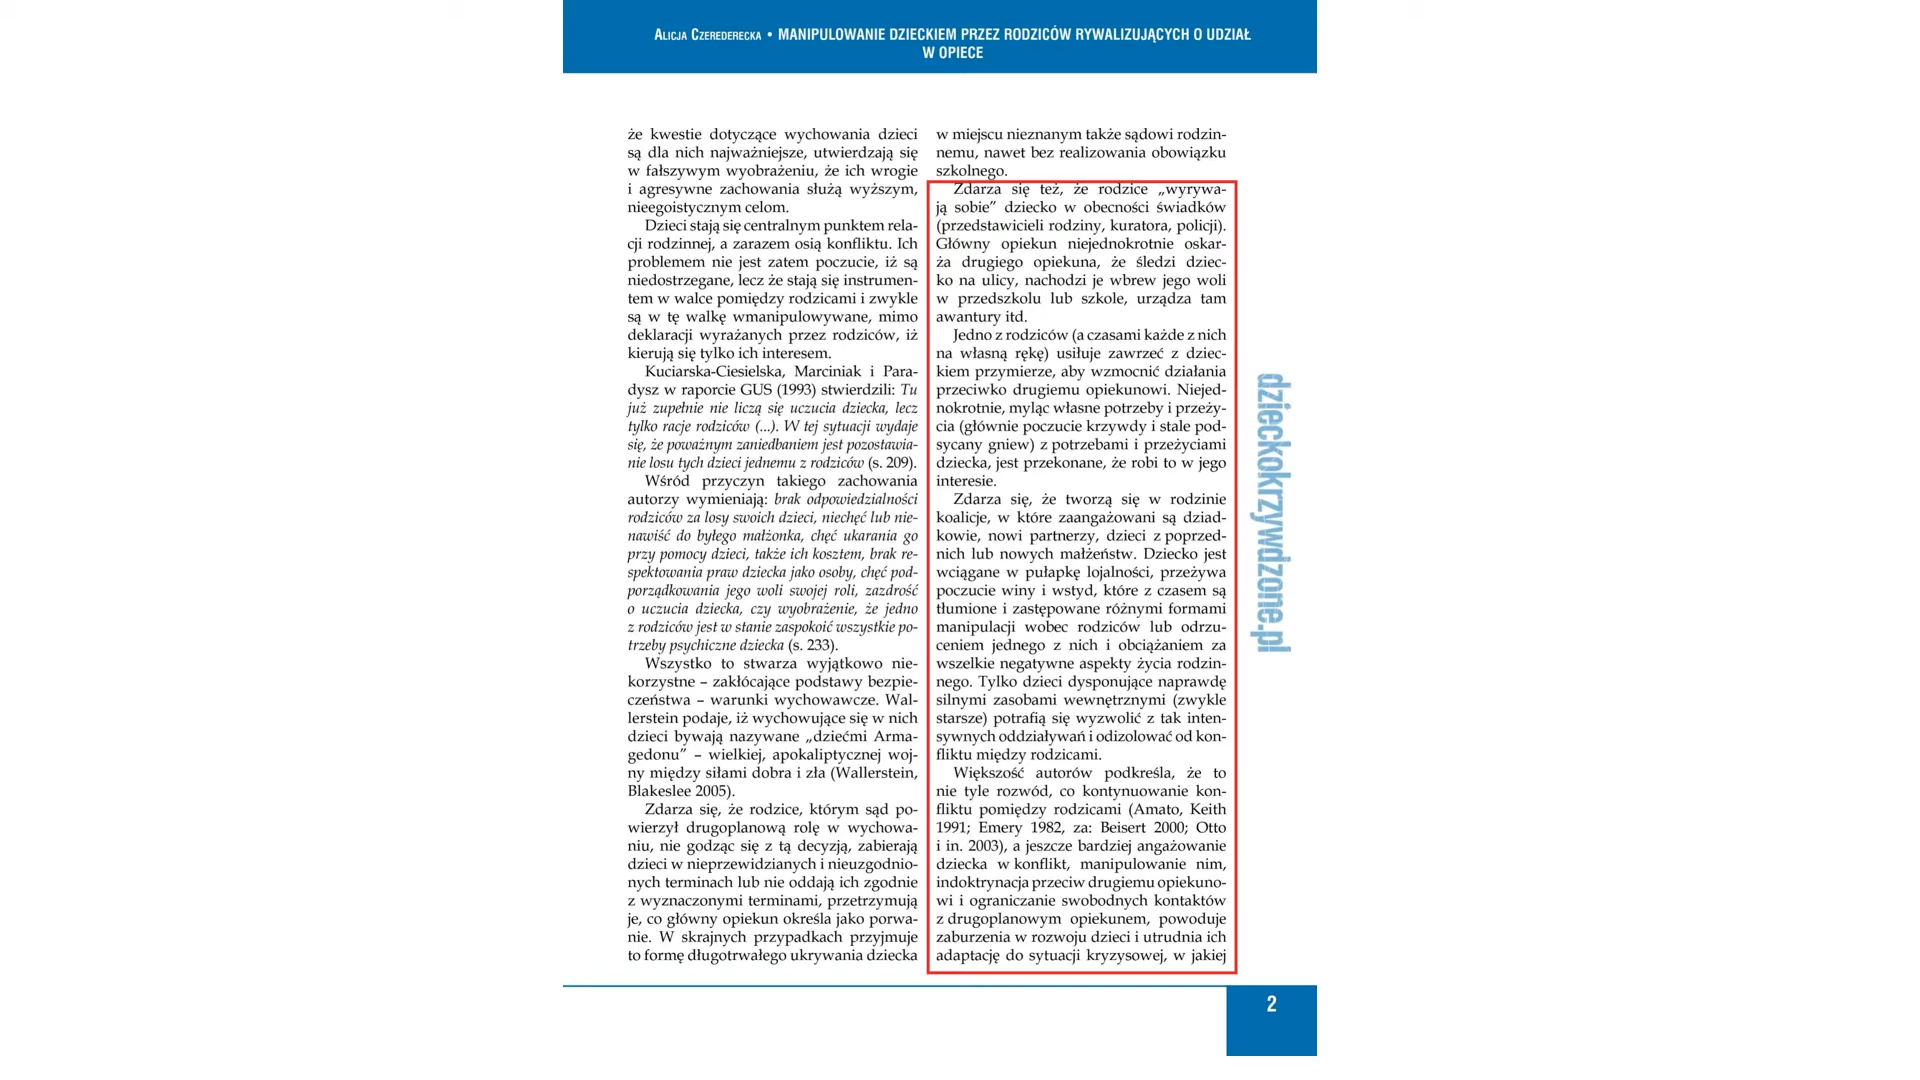 Alicja Czerederecka • MANIPULOWANIE DZIECKIEM PRZEZ RODZICÓW RYWALIZUJĄCYCH O UDZIAŁ
W OPIECE
że kwestie dotyczące wychowania dzieci
są dla nich najważniejsze, utwierdzają się
w fałszywym wyobrażeniu, że ich wrogie
i agresywne zachowania służą wyższym,
nieegoistycznym celom.
Dzieci stają się centralnym punktem rela-
cji rodzinnej, a zarazem osią konfliktu. Ich
problemem nie jest zatem poczucie, iż są
niedostrzegane, lecz że stają się instrumen-
tem w walce pomiędzy rodzicami i zwykle
są w tę walkę wmanipulowywane, mimo
deklaracji wyrażanych przez rodziców, iż
kierują się tylko ich interesem.
Kuciarska-Ciesielska, Marciniak i Para-
dysz w raporcie GUS (1993) stwierdzili: Tu
już zupełnie nie liczą się uczucia dziecka, lecz
tylko racje rodziców (...). W tej sytuacji wydaje
się, że poważnym zaniedbaniem jest pozostawia-
nie losu tych dzieci jednemu z rodziców (s. 209).
Wśród przyczyn takiego zachowania
autorzy wymieniają: brak odpowiedzialności
rodziców za losy swoich dzieci, niechęć lub nie-
nawiść do byłego małżonka, chęć ukarania go
przy pomocy dzieci, także ich kosztem, brak re-
spektowania praw dziecka jako osoby, chęć pod-
porządkowania jego woli swojej roli, zazdrość
o uczucia dziecka, czy wyobrażenie, że jedno
z rodziców jest w stanie zaspokoić wszystkie po-
trzeby psychiczne dziecka (s. 233).
Wszystko to stwarza wyjątkowo nie-
korzystne – zakłócające podstawy bezpie-
czeństwa – warunki wychowawcze. Wal-
lerstein podaje, iż wychowujące się w nich
dzieci bywają nazywane „dziećmi Arma-
gedonu” – wielkiej, apokaliptycznej woj-
ny między siłami dobra i zła (Wallerstein,
Blakeslee 2005).
Zdarza się, że rodzice, którym sąd po-
wierzył drugoplanową rolę w wychowa-
niu, nie godząc się z tą decyzją, zabierają
dzieci w nieprzewidzianych i nieuzgodnio-
nych terminach lub nie oddają ich zgodnie
z wyznaczonymi terminami, przetrzymują
je, co główny opiekun określa jako porwa-
nie. W skrajnych przypadkach przyjmuje
to formę długotrwałego ukrywania dziecka
w miejscu nieznanym także sądowi rodzin-
nemu, nawet bez realizowania obowiązku
szkolnego.
Zdarza się też, że rodzice „wyrywa-
ją sobie” dziecko w obecności świadków
(przedstawicieli rodziny, kuratora, policji).
Główny opiekun niejednokrotnie oskar-
ża drugiego opiekuna, że śledzi dziec-
ko na ulicy, nachodzi je wbrew jego woli
w przedszkolu lub szkole, urządza tam
awantury itd.
Jedno z rodziców (a czasami każde z nich
na własną rękę) usiłuje zawrzeć z dziec-
kiem przymierze, aby wzmocnić działania
przeciwko drugiemu opiekunowi. Niejed-
nokrotnie, myląc własne potrzeby i przeży-
cia (głównie poczucie krzywdy i stale pod-
sycany gniew) z potrzebami i przeżyciami
dziecka, jest przekonane, że robi to w jego
interesie.
Zdarza się, że tworzą się w rodzinie
koalicje, w które zaangażowani są dziad-
kowie, nowi partnerzy, dzieci z poprzed-
nich lub nowych małżeństw. Dziecko jest
wciągane w pułapkę lojalności, przeżywa
poczucie winy i wstyd, które z czasem są
tłumione i zastępowane różnymi formami
manipulacji wobec rodziców lub odrzu-
ceniem jednego z nich i obciążaniem za
wszelkie negatywne aspekty życia rodzin-
nego. Tylko dzieci dysponujące naprawdę
silnymi zasobami wewnętrznymi (zwykle
starsze) potrafią się wyzwolić z tak inten-
sywnych oddziaływań i odizolować od kon-
fliktu między rodzicami.
Większość autorów podkreśla, że to
nie tyle rozwód, co kontynuowanie kon-
fliktu pomiędzy rodzicami (Amato, Keith
1991; Emery 1982, za: Beisert 2000; Otto
i in. 2003), a jeszcze bardziej angażowanie
dziecka w konflikt, manipulowanie nim,
indoktrynacja przeciw drugiemu opiekuno-
wi i ograniczanie swobodnych kontaktów
z drugoplanowym opiekunem, powoduje
zaburzenia w rozwoju dzieci i utrudnia ich
adaptację do sytuacji kryzysowej, w jakiej
dzieckokrzywdzone.pl
2